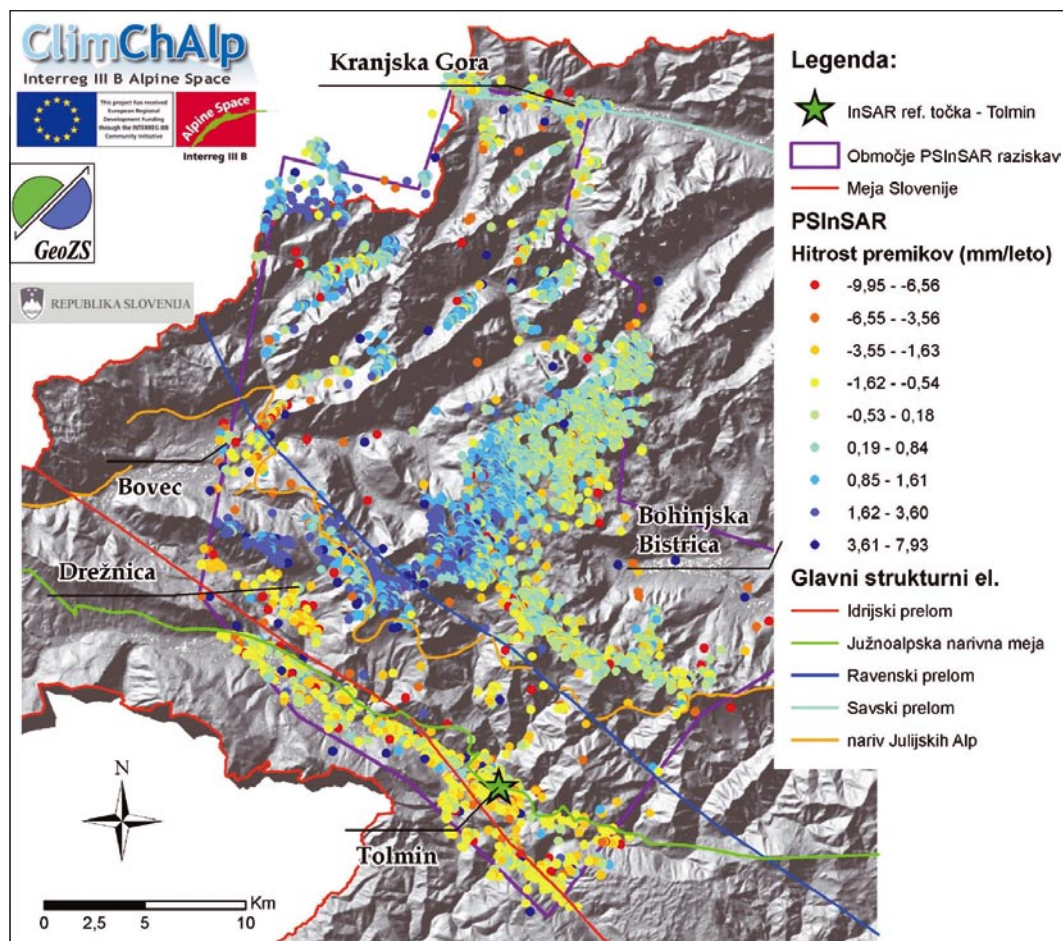 ClimChAlp
Interreg III B Alpine Space
This project has received
European Regional
Development Funding
through the INTERREG IIIB
Community Initiative
Alpine Space
Interreg III B
GeoZS
REPUBLIKA SLOVENIJA
Kranjska Gora
Bovec
Drežnica
Bohinjska
Bistrica
Tolmin
N
0 2,5 5 10 Km
Legenda:
InSAR ref. točka - Tolmin
Območje PSInSAR raziskav
Meja Slovenije
PSInSAR
Hitrost premikov (mm/leto)
-9,95 - -6,56
-6,55 - -3,56
-3,55 - -1,63
-1,62 - -0,54
-0,53 - 0,18
0,19 - 0,84
0,85 - 1,61
1,62 - 3,60
3,61 - 7,93
Glavni strukturni el.
Idrijski prelom
Južnoalpska narivna meja
Ravenski prelom
Savski prelom
nariv Julijskih Alp